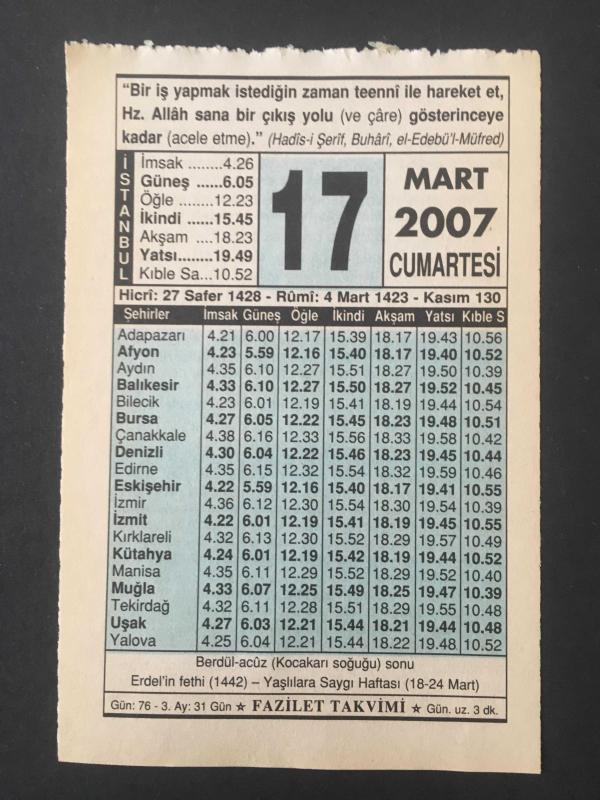 “Bir iş yapmak istediğin zaman teennî ile hareket et,
Hz. Allâh sana bir çıkış yolu (ve çâre) gösterinceye
kadar (acele etme).” (Hadîs-i Şerîf, Buhârî, el-Edebü'l-Müfred)
İSTANBUL
İmsak ........4.26
Güneş ......6.05
Öğle ........12.23
İkindi ......15.45
Akşam ....18.23
Yatsı........19.49
Kıble Sa...10.52
17
MART
2007
CUMARTESİ
Hicrî: 27 Safer 1428 - Rûmî: 4 Mart 1423 - Kasım 130
Şehirler İmsak Güneş Öğle İkindi Akşam Yatsı Kıble S
Adapazarı 4.21 6.00 12.17 15.39 18.17 19.43 10.56
Afyon 4.23 5.59 12.16 15.40 18.17 19.40 10.52
Aydın 4.35 6.10 12.27 15.51 18.27 19.50 10.39
Balıkesir 4.33 6.10 12.27 15.50 18.27 19.52 10.45
Bilecik 4.23 6.01 12.19 15.41 18.19 19.44 10.54
Bursa 4.27 6.05 12.22 15.45 18.23 19.48 10.51
Çanakkale 4.38 6.16 12.33 15.56 18.33 19.58 10.42
Denizli 4.30 6.04 12.22 15.46 18.23 19.45 10.44
Edirne 4.35 6.15 12.32 15.54 18.32 19.59 10.46
Eskişehir 4.22 5.59 12.16 15.40 18.17 19.41 10.55
İzmir 4.36 6.12 12.30 15.54 18.30 19.54 10.39
İzmit 4.22 6.01 12.19 15.41 18.19 19.45 10.55
Kırklareli 4.32 6.13 12.30 15.52 18.29 19.57 10.49
Kütahya 4.24 6.01 12.19 15.42 18.19 19.44 10.52
Manisa 4.35 6.11 12.29 15.52 18.29 19.52 10.40
Muğla 4.33 6.07 12.25 15.49 18.25 19.47 10.39
Tekirdağ 4.32 6.11 12.28 15.51 18.29 19.55 10.48
Uşak 4.27 6.03 12.21 15.44 18.21 19.44 10.48
Yalova 4.25 6.04 12.21 15.44 18.22 19.48 10.52
Berdül-acûz (Kocakarı soğuğu) sonu
Erdel'in fethi (1442) – Yaşlılara Saygı Haftası (18-24 Mart)
Gün: 76 - 3. Ay: 31 Gün ☆ FAZİLET TAKVİMİ ☆ Gün. uz. 3 dk.